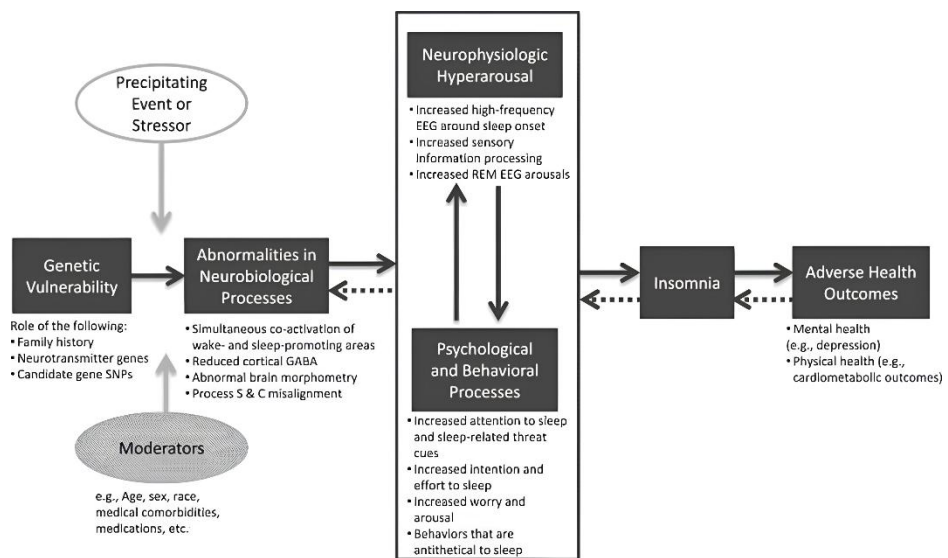 Precipitating
Event or
Stressor
Genetic
Vulnerability
Role of the following:
• Family history
• Neurotransmitter genes
• Candidate gene SNPs
Moderators
e.g., Age, sex, race,
medical comorbidities,
medications, etc.
Abnormalities in
Neurobiological
Processes
• Simultaneous co-activation of
wake- and sleep-promoting areas
• Reduced cortical GABA
• Abnormal brain morphometry
• Process S & C misalignment
Neurophysiologic
Hyperarousal
• Increased high-frequency
EEG around sleep onset
• Increased sensory
Information processing
• Increased REM EEG arousals
Psychological
and Behavioral
Processes
• Increased attention to sleep
and sleep-related threat
cues
• Increased intention and
effort to sleep
• Increased worry and
arousal
• Behaviors that are
antithetical to sleep
Insomnia
Adverse Health
Outcomes
• Mental health
(e.g., depression)
• Physical health (e.g.,
cardiometabolic outcomes)